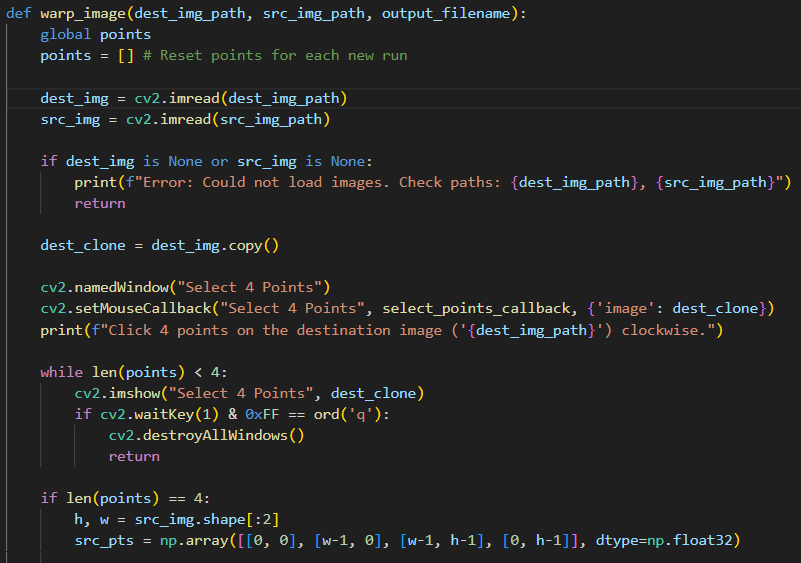 def warp_image(dest_img_path, src_img_path, output_filename):
    global points
    points = [] # Reset points for each new run

    dest_img = cv2.imread(dest_img_path)
    src_img = cv2.imread(src_img_path)

    if dest_img is None or src_img is None:
        print(f"Error: Could not load images. Check paths: {dest_img_path}, {src_img_path}")
        return

    dest_clone = dest_img.copy()

    cv2.namedWindow("Select 4 Points")
    cv2.setMouseCallback("Select 4 Points", select_points_callback, {'image': dest_clone})
    print(f"Click 4 points on the destination image ('{dest_img_path}') clockwise.")

    while len(points) < 4:
        cv2.imshow("Select 4 Points", dest_clone)
        if cv2.waitKey(1) & 0xFF == ord('q'):
            cv2.destroyAllWindows()
            return

    if len(points) == 4:
        h, w = src_img.shape[:2]
        src_pts = np.array([[0, 0], [w-1, 0], [w-1, h-1], [0, h-1]], dtype=np.float32)